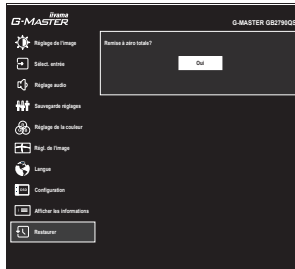 iiyama
G-MASTER
G-MASTER GB2790QS
Réglage de l'image
Remise à zéro totale?
Oui
Sélect. entrée
Réglage audio
Sauvegarde réglages
Réglage de la couleur
Régl. de l'image
Langue
OSD
Configuration
Afficher les informations
Restaurer